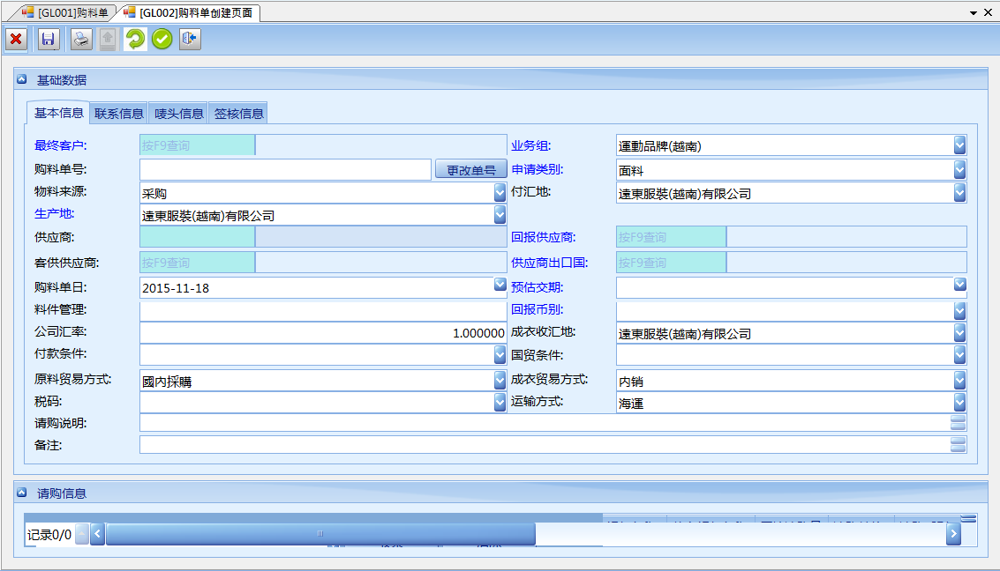 [GL001]购料单 [GL002]购料单创建页面
基础数据
基本信息 联系信息 唛头信息 签核信息
最终客户: 按F9查询 业务组: 運動品牌(越南)
购料单号: 更改单号 申请类别: 面料
物料来源: 采购 付汇地: 遠東服裝(越南)有限公司
生产地: 遠東服裝(越南)有限公司
供应商: 回报供应商: 按F9查询
客供供应商: 按F9查询 供应商出口国: 按F9查询
购料单日: 2015-11-18 预估交期:
料件管理: 回报币别:
公司汇率: 1.000000 成衣收汇地: 遠東服裝(越南)有限公司
付款条件: 国贸条件:
原料贸易方式: 國内採購 成衣贸易方式: 内销
税码: 运输方式: 海運
请购说明:
备注:
请购信息
记录0/0